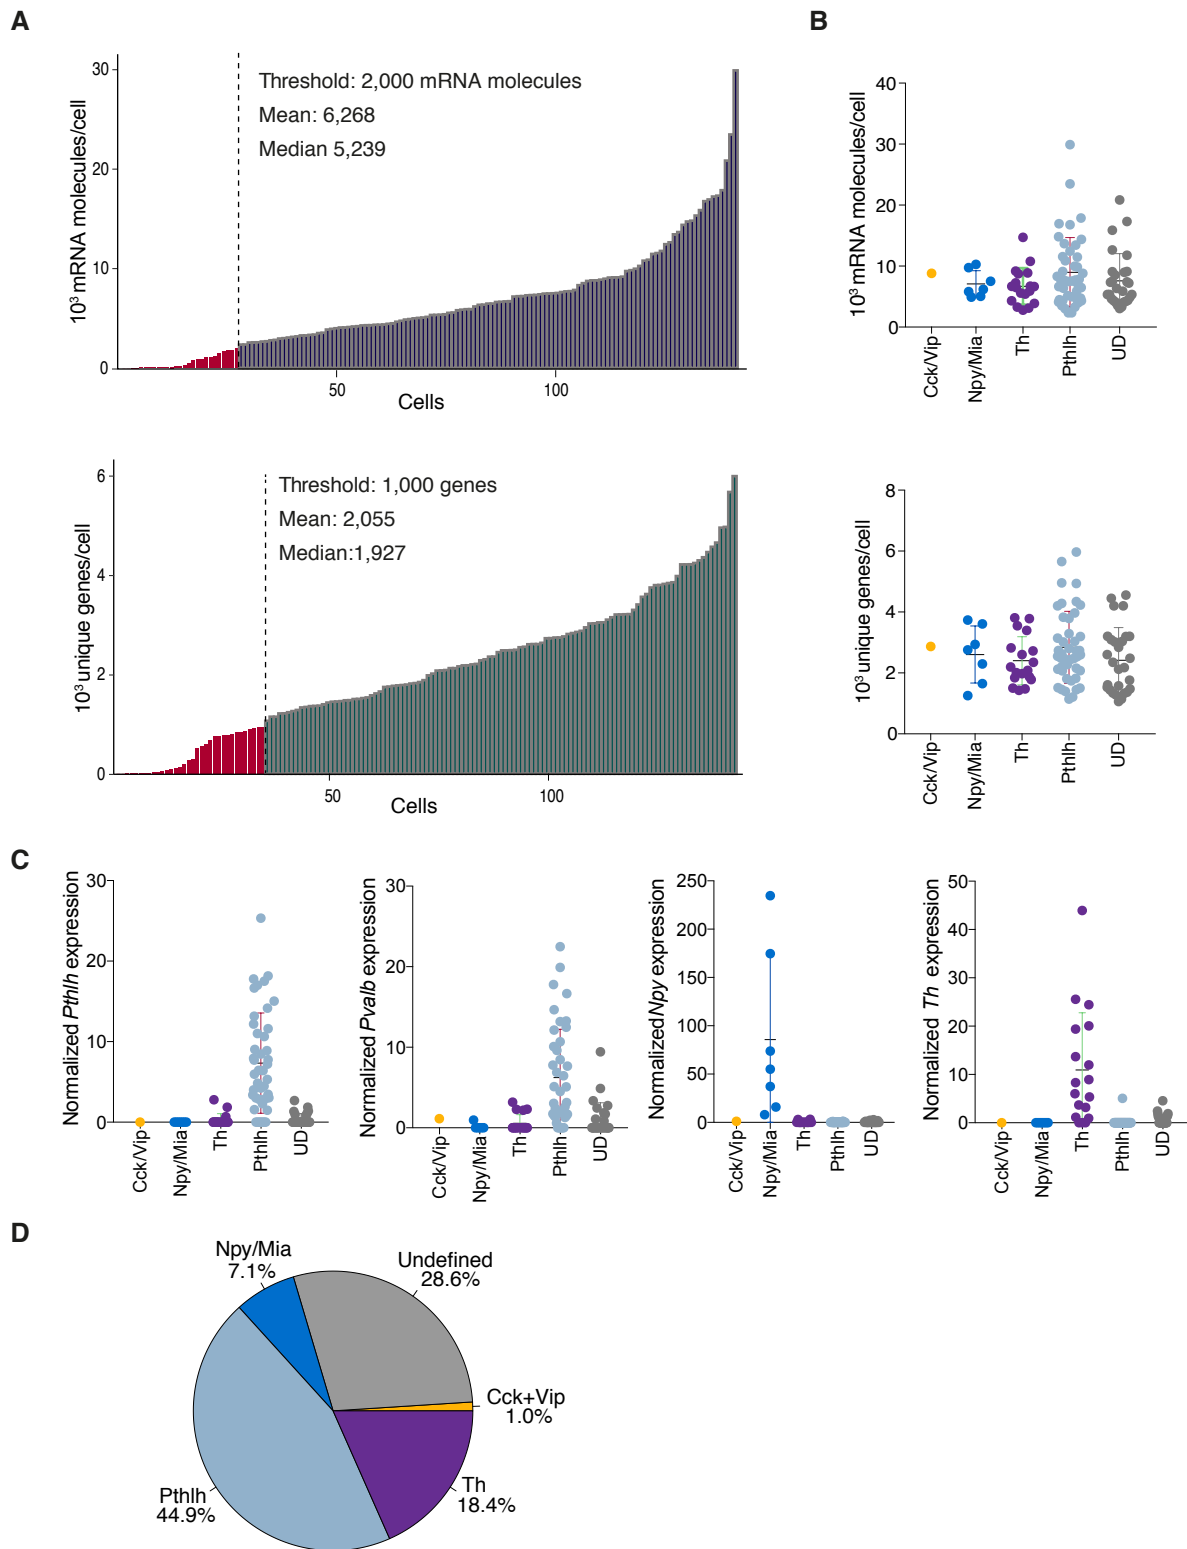 A
10³ mRNA molecules/cell
30
20
10
0
Threshold: 2,000 mRNA molecules
Mean: 6,268
Median 5,239
50
100
Cells
10³ unique genes/cell
6
4
2
0
Threshold: 1,000 genes
Mean: 2,055
Median:1,927
50
100
Cells
B
10³ mRNA molecules/cell
40
30
20
10
0
Cck/Vip
Npy/Mia
Th
Pthlh
UD
10³ unique genes/cell
8
6
4
2
0
Cck/Vip
Npy/Mia
Th
Pthlh
UD
C
Normalized Pthlh expression
30
20
10
0
Cck/Vip
Npy/Mia
Th
Pthlh
UD
Normalized Pvalb expression
30
20
10
0
Cck/Vip
Npy/Mia
Th
Pthlh
UD
Normalized Npy expression
250
200
150
100
50
0
Cck/Vip
Npy/Mia
Th
Pthlh
UD
Normalized Th expression
50
40
30
20
10
0
Cck/Vip
Npy/Mia
Th
Pthlh
UD
D
Npy/Mia
7.1%
Undefined
28.6%
Cck+Vip
1.0%
Th
18.4%
Pthlh
44.9%